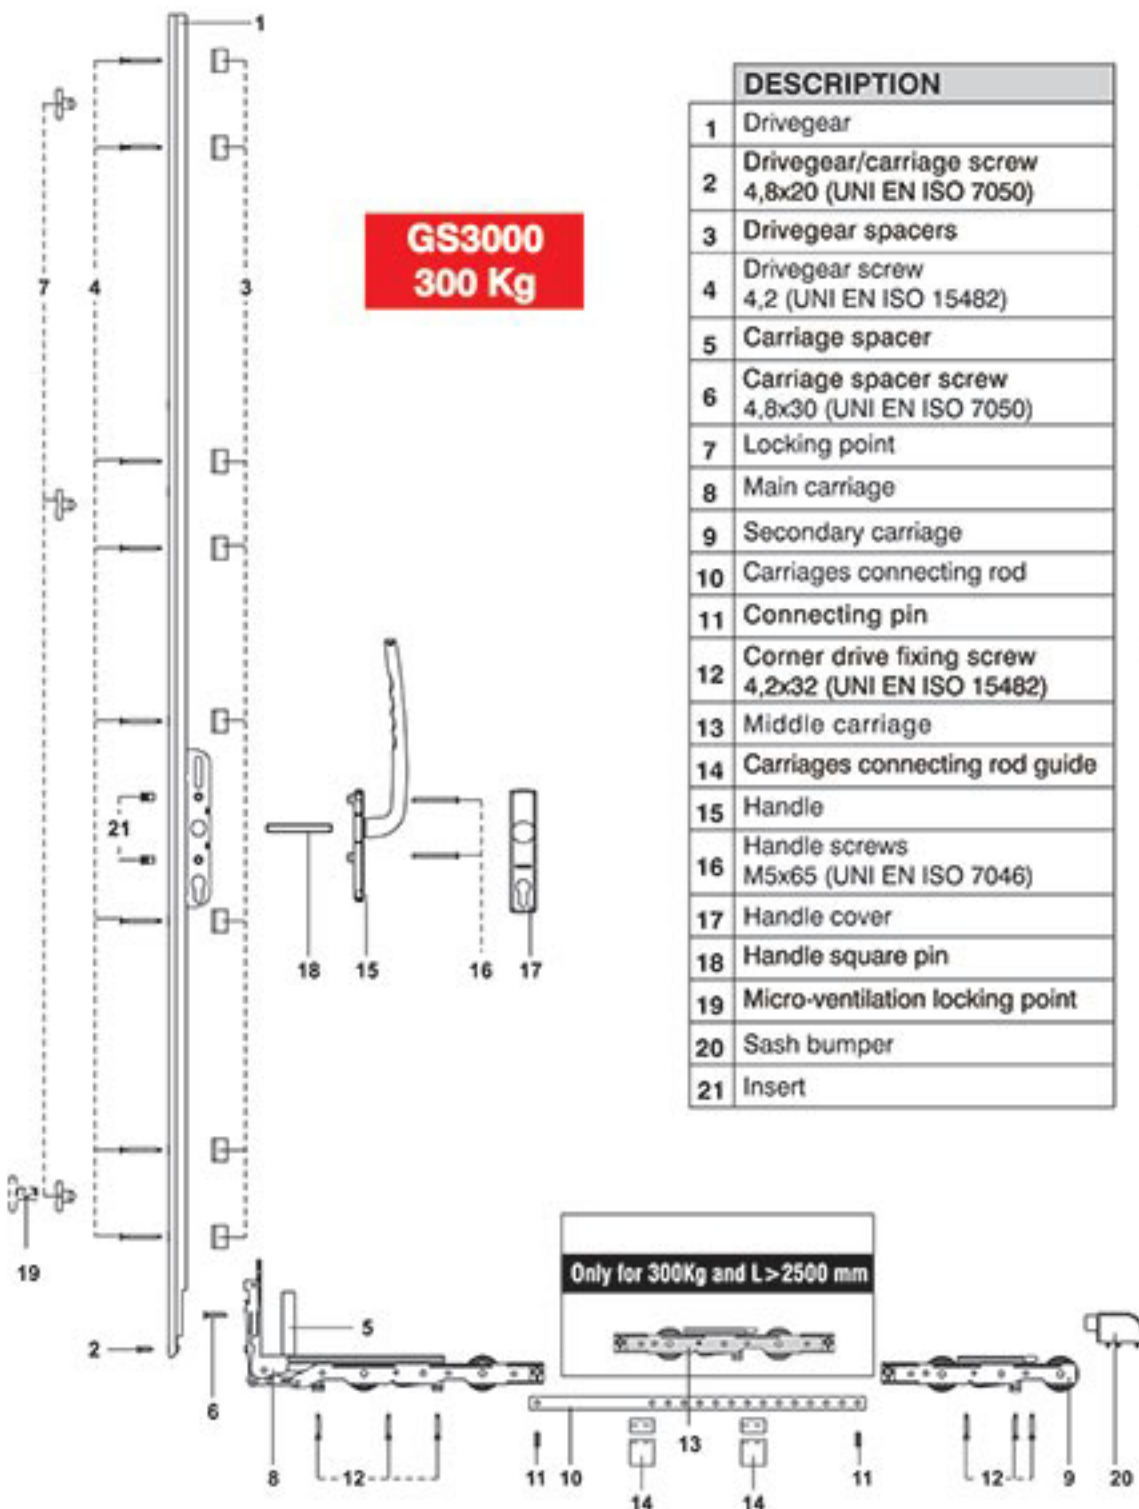 1
DESCRIPTION
1 Drivegear
2 Drivegear/carriage screw
4,8x20 (UNI EN ISO 7050)
3 Drivegear spacers
4 Drivegear screw
4,2 (UNI EN ISO 15482)
5 Carriage spacer
6 Carriage spacer screw
4,8x30 (UNI EN ISO 7050)
7 Locking point
8 Main carriage
9 Secondary carriage
10 Carriages connecting rod
11 Connecting pin
12 Corner drive fixing screw
4,2x32 (UNI EN ISO 15482)
13 Middle carriage
14 Carriages connecting rod guide
15 Handle
16 Handle screws
M5x65 (UNI EN ISO 7046)
17 Handle cover
18 Handle square pin
19 Micro-ventilation locking point
20 Sash bumper
21 Insert
GS3000
300 Kg
7 4 3
21
18 15 16 17
19
Only for 300Kg and L>2500 mm
5
2
6
13
8 12 11 10 11 12 9 20
14 14